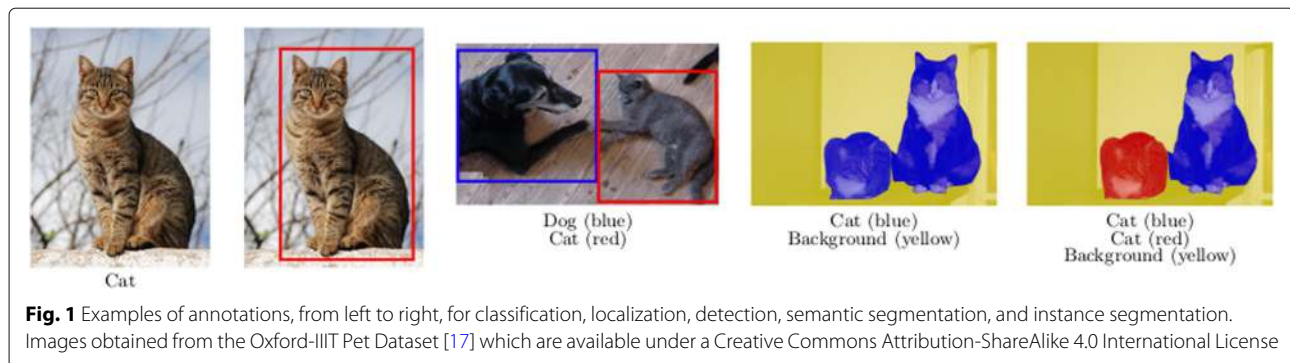 Cat
Dog (blue)
Cat (red)
Cat (blue)
Background (yellow)
Cat (blue)
Cat (red)
Background (yellow)
Fig. 1 Examples of annotations, from left to right, for classification, localization, detection, semantic segmentation, and instance segmentation.
Images obtained from the Oxford-IIIT Pet Dataset [17] which are available under a Creative Commons Attribution-ShareAlike 4.0 International License